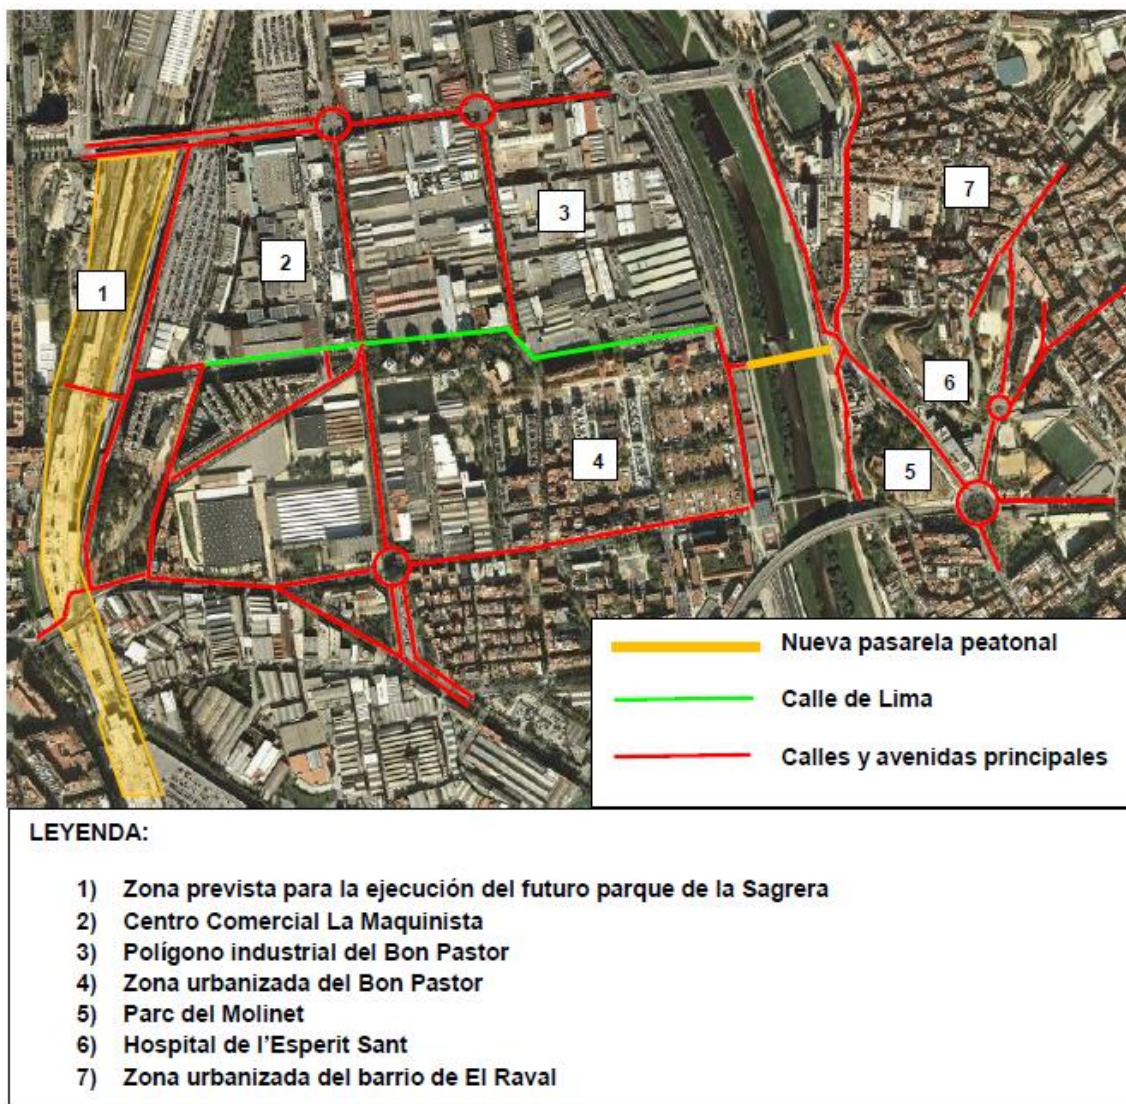 7
3
2
1
6
4
5
Nueva pasarela peatonal
Calle de Lima
Calles y avenidas principales
LEYENDA:
1) Zona prevista para la ejecución del futuro parque de la Sagrera
2) Centro Comercial La Maquinista
3) Polígono industrial del Bon Pastor
4) Zona urbanizada del Bon Pastor
5) Parc del Molinet
6) Hospital de l'Esperit Sant
7) Zona urbanizada del barrio de El Raval